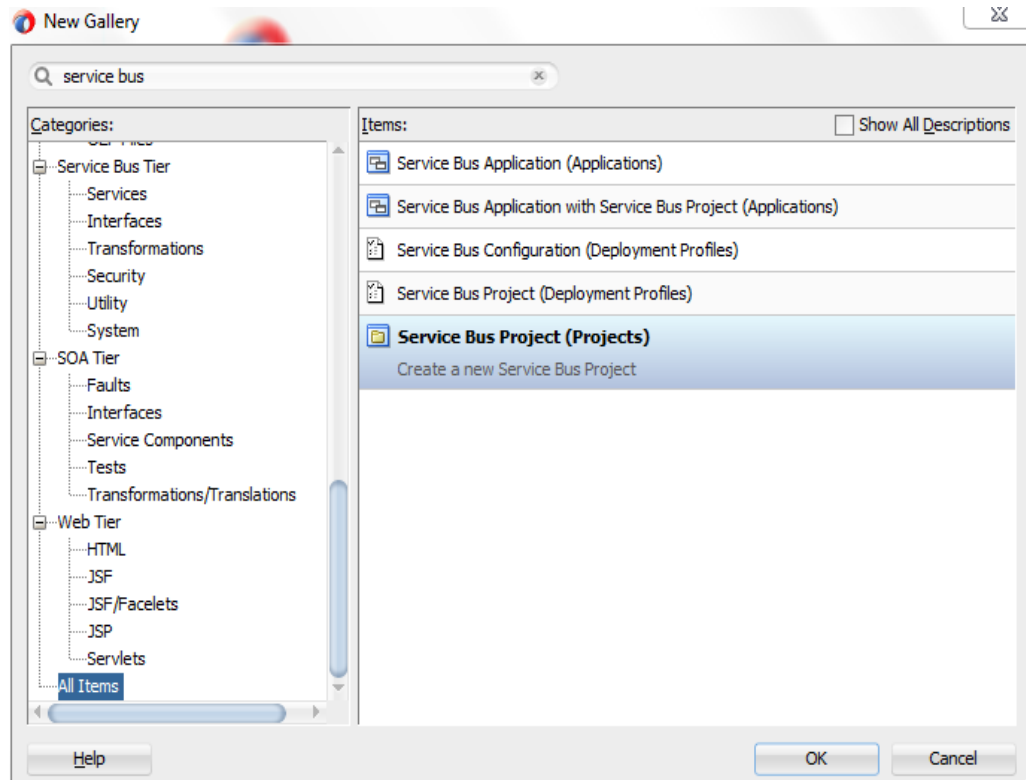 New Gallery
service bus
Categories:
Service Bus Tier
Services
Interfaces
Transformations
Security
Utility
System
SOA Tier
Faults
Interfaces
Service Components
Tests
Transformations/Translations
Web Tier
HTML
JSF
JSF/Facelets
JSP
Servlets
All Items
Items:
Show All Descriptions
Service Bus Application (Applications)
Service Bus Application with Service Bus Project (Applications)
Service Bus Configuration (Deployment Profiles)
Service Bus Project (Deployment Profiles)
Service Bus Project (Projects)
Create a new Service Bus Project
Help
OK
Cancel